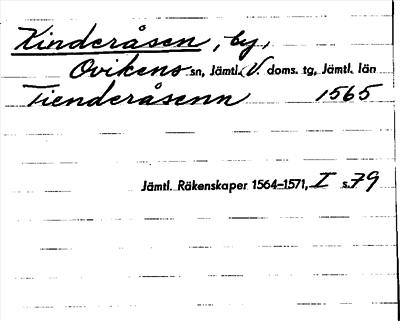 Kinderåsen, by,
Ovikens sn, Jämtl. V. doms. tg, Jämtl. län
Tienderåsenn 1565
Jämtl. Räkenskaper 1564–1571, I s. 79